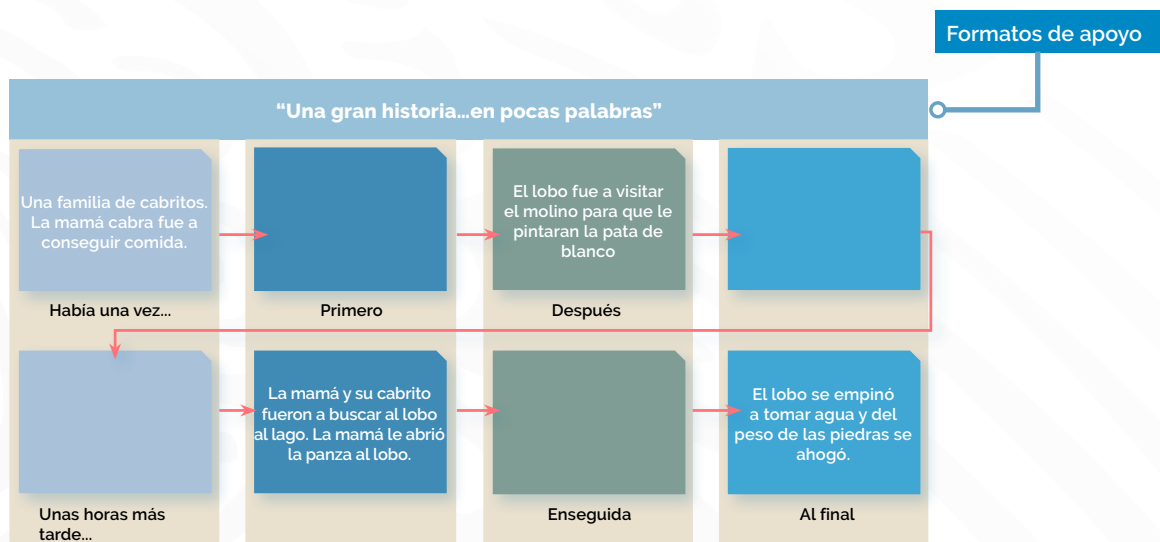 Formatos de apoyo
“Una gran historia...en pocas palabras”
Una familia de cabritos.
La mamá cabra fue a
conseguir comida.
El lobo fue a visitar
el molino para que le
pintaran la pata de
blanco
Había una vez...
Primero
Después
La mamá y su cabrito
fueron a buscar al lobo
al lago. La mamá le abrió
la panza al lobo.
El lobo se empinó
a tomar agua y del
peso de las piedras se
ahogó.
Unas horas más
tarde...
Enseguida
Al final